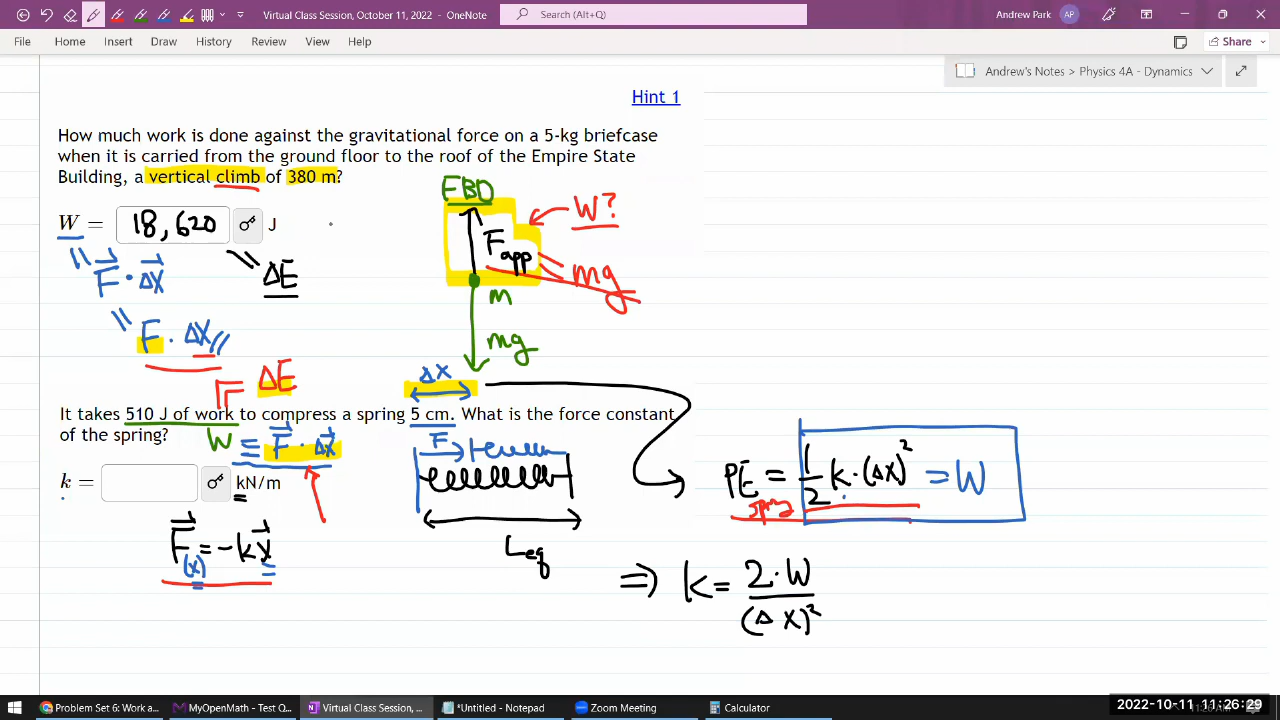 Virtual Class Session, October 11, 2022 - OneNote
Search (Alt+Q)
Andrew Park
AP
File Home Insert Draw History Review View Help
Share
Andrew's Notes > Physics 4A - Dynamics
Hint 1
How much work is done against the gravitational force on a 5-kg briefcase
when it is carried from the ground floor to the roof of the Empire State
Building, a vertical climb of 380 m?
W = 18,620 J
F⃗ · Δx⃗
ΔE
F · Δx
FBD
W?
Fapp
mg
m
mg
ΔE
Δx
It takes 510 J of work to compress a spring 5 cm. What is the force constant
of the spring?
W ≡ F⃗ · Δx⃗
F
k = kN/m
PE spring = 1/2 k · (Δx)² = W
F⃗(x) = -kx⃗
Leq
⇒ k = 2·W / (Δx)²
Problem Set 6: Work a...
MyOpenMath - Test Q...
Virtual Class Session,...
*Untitled - Notepad
Zoom Meeting
Calculator
2022-10-11 11:26:29